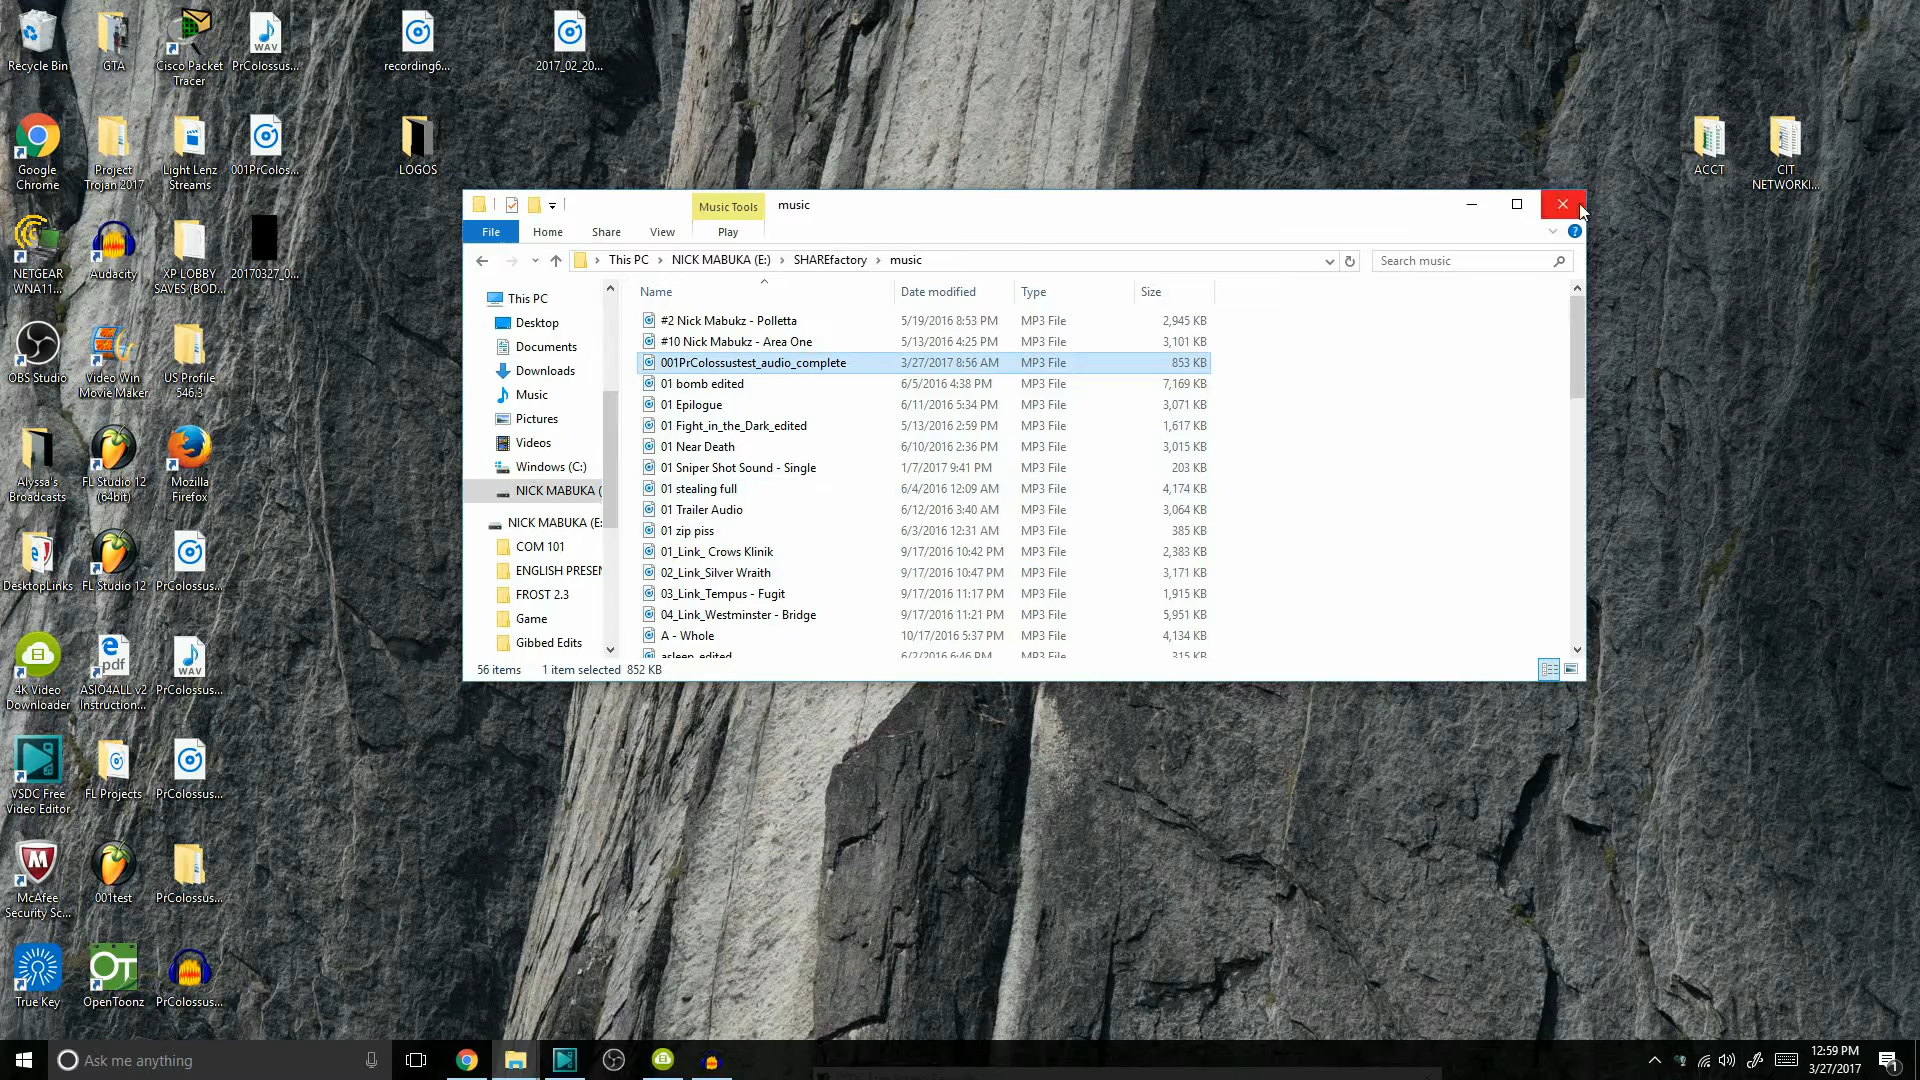 Recycle Bin
GTA
Cisco Packet
Tracer
WAV
PrColossus...
recording6...
2017_02_20...
Google
Chrome
Project
Trojan 2017
Light Lenz
Streams
001PrColos...
LOGOS
ACCT
CIT
NETWORKI...
NETGEAR
WNA11...
Audacity
XP LOBBY
SAVES (BOD...
20170327_0...
OBS Studio
Video Win
Movie Maker
US Profile
546.3
Alyssa's
Broadcasts
FL Studio 12
(64bit)
Mozilla
Firefox
DesktopLinks
FL Studio 12
PrColossus...
4K Video
Downloader
pdf
ASIO4ALL v2
Instruction...
WAV
PrColossus...
VSDC Free
Video Editor
FL Projects
PrColossus...
McAfee
Security Sc...
001test
PrColossus...
True Key
OT
OpenToonz
PrColossus...
Music Tools
music
File
Home
Share
View
Play
This PC
NICK MABUKA (E:)
SHAREfactory
music
Search music
This PC
Desktop
Documents
Downloads
Music
Pictures
Videos
Windows (C:)
NICK MABUKA (
NICK MABUKA (E:
COM 101
ENGLISH PRESEN
FROST 2.3
Game
Gibbed Edits
Name Date modified Type Size
#2 Nick Mabukz - Polletta 5/19/2016 8:53 PM MP3 File 2,945 KB
#10 Nick Mabukz - Area One 5/13/2016 4:25 PM MP3 File 3,101 KB
001PrColossustest_audio_complete 3/27/2017 8:56 AM MP3 File 853 KB
01 bomb edited 6/5/2016 4:38 PM MP3 File 7,169 KB
01 Epilogue 6/11/2016 5:34 PM MP3 File 3,071 KB
01 Fight_in_the_Dark_edited 5/13/2016 2:59 PM MP3 File 1,617 KB
01 Near Death 6/10/2016 2:36 PM MP3 File 3,015 KB
01 Sniper Shot Sound - Single 1/7/2017 9:41 PM MP3 File 203 KB
01 stealing full 6/4/2016 12:09 AM MP3 File 4,174 KB
01 Trailer Audio 6/12/2016 3:40 AM MP3 File 3,064 KB
01 zip piss 6/3/2016 12:31 AM MP3 File 385 KB
01_Link_ Crows Klinik 9/17/2016 10:42 PM MP3 File 2,383 KB
02_Link_Silver Wraith 9/17/2016 10:47 PM MP3 File 3,171 KB
03_Link_Tempus - Fugit 9/17/2016 11:17 PM MP3 File 1,915 KB
04_Link_Westminster - Bridge 9/17/2016 11:21 PM MP3 File 5,951 KB
A - Whole 10/17/2016 5:37 PM MP3 File 4,134 KB
asleep_edited 6/2/2016 6:46 PM MP3 File 315 KB
56 items 1 item selected 852 KB
Ask me anything
12:59 PM
3/27/2017
1